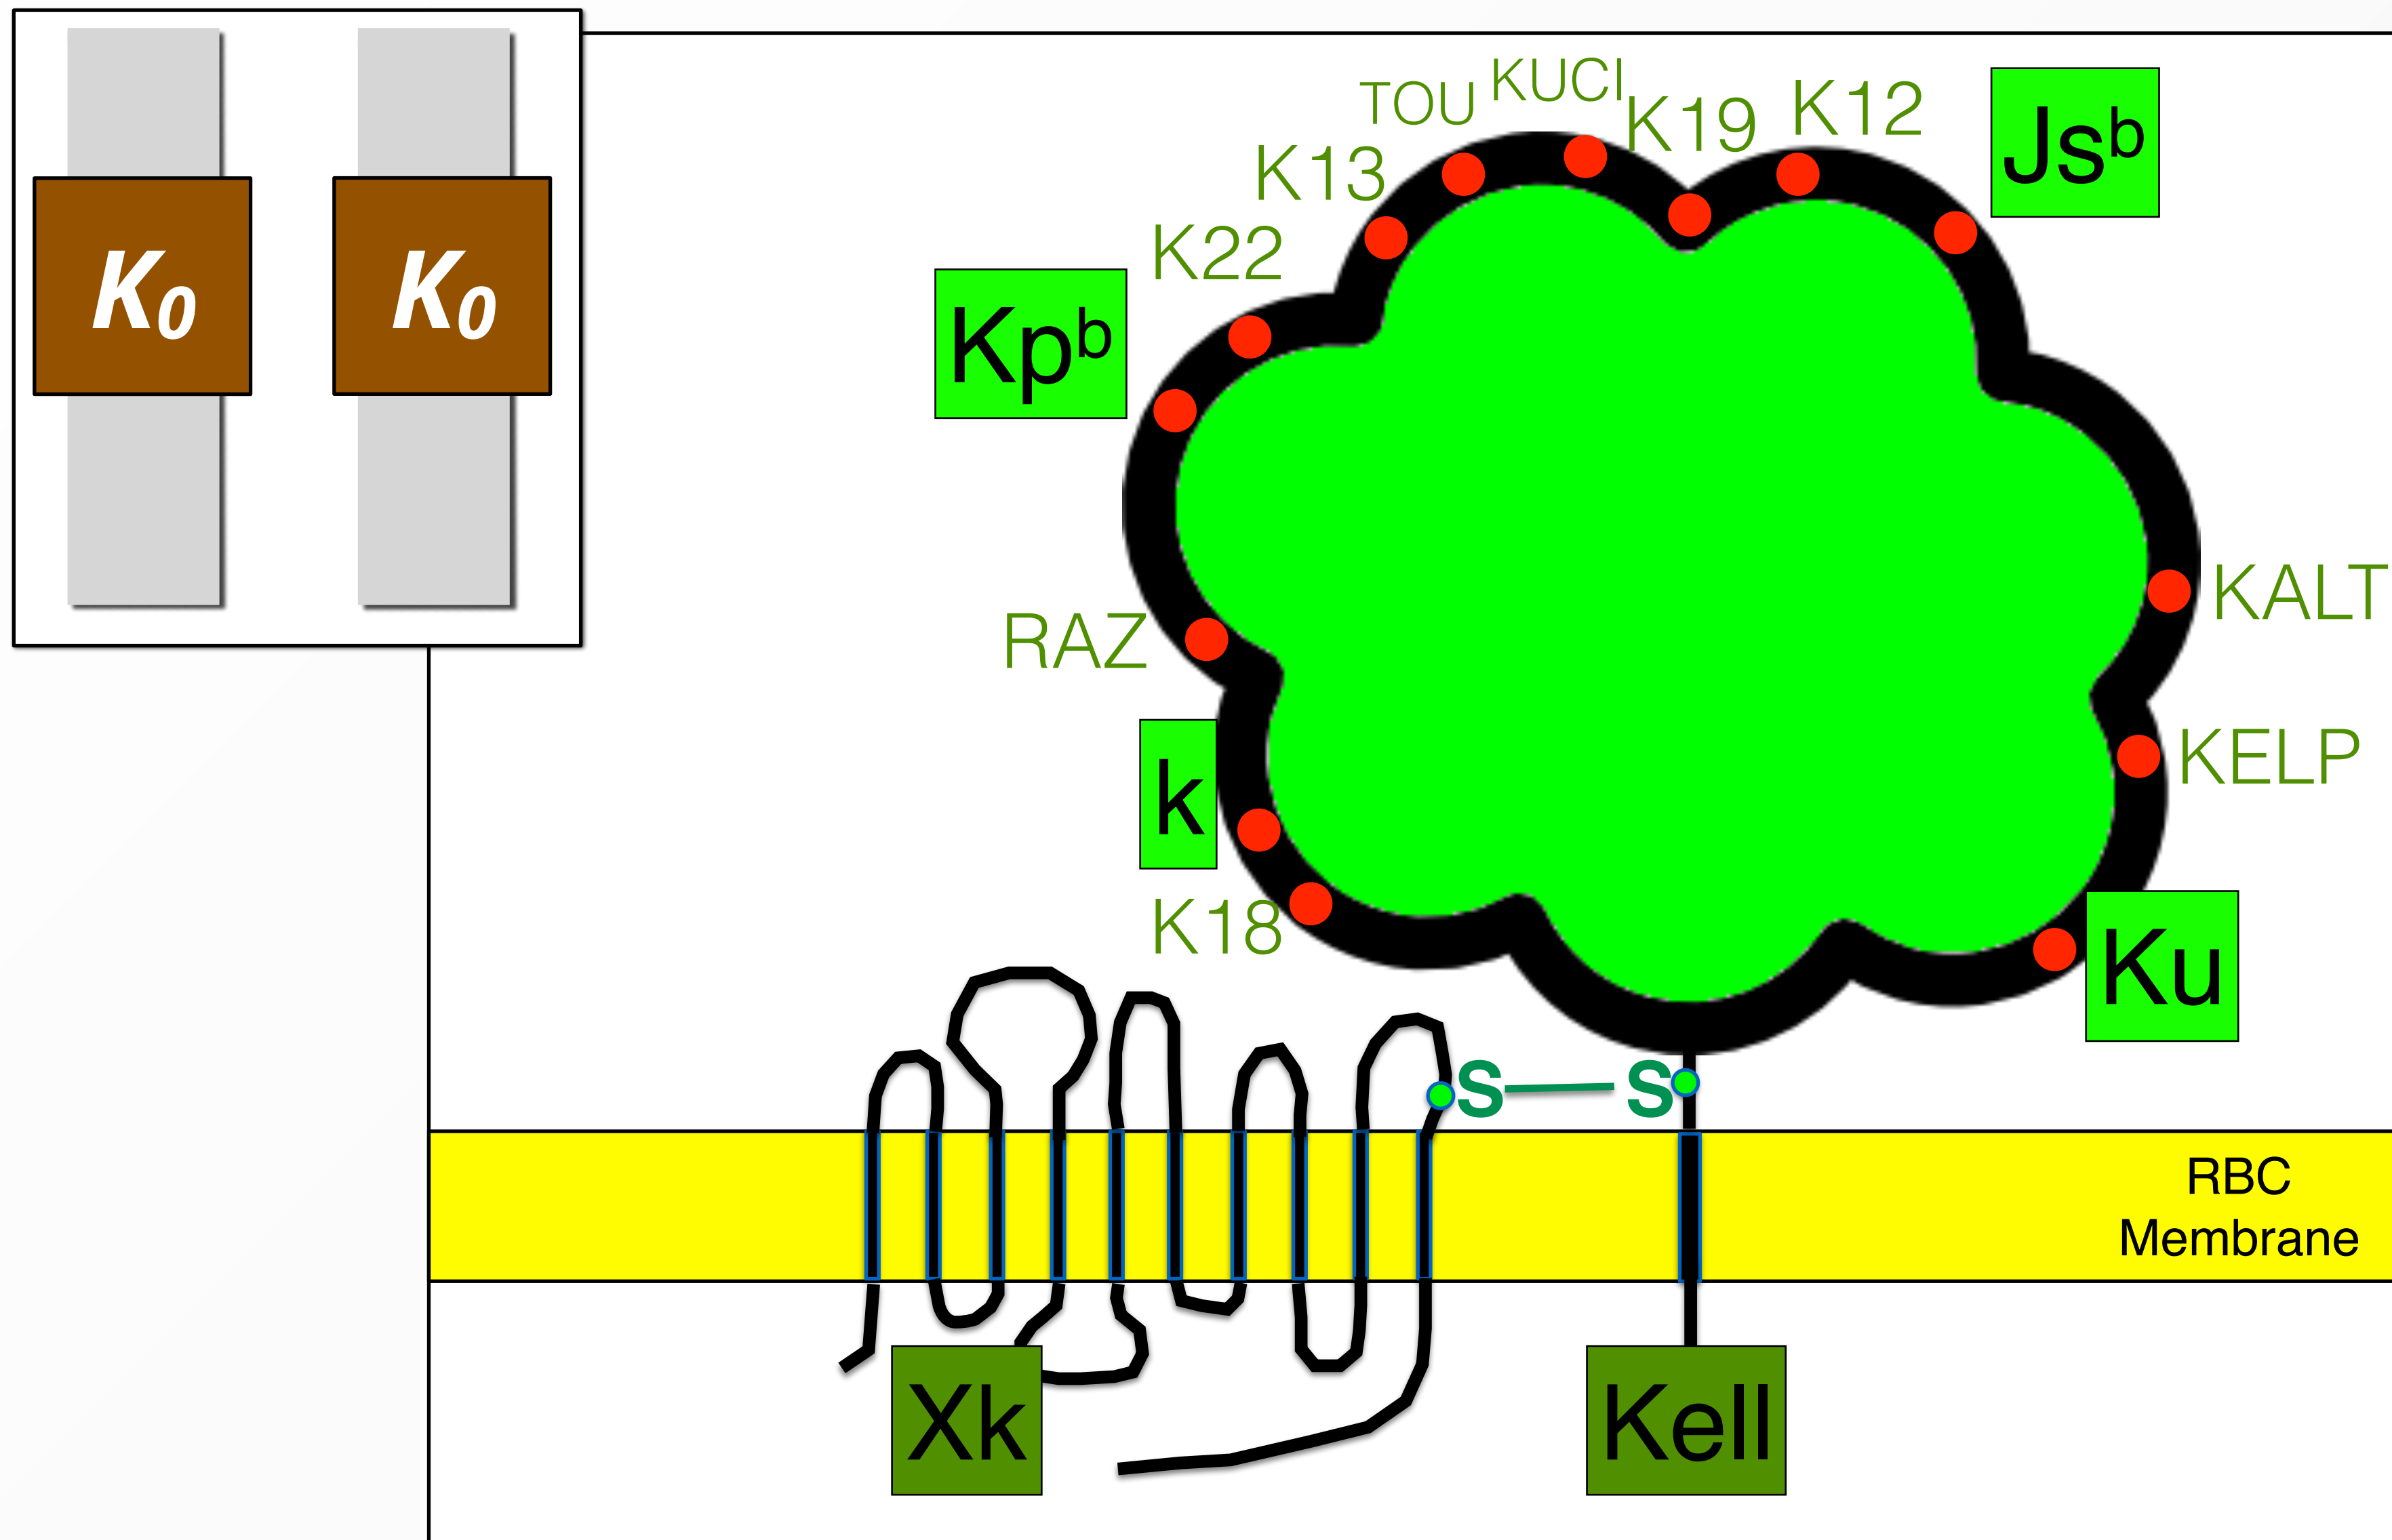 K0
K0
TOU
KUCI
K19
K12
Jsb
K13
K22
Kpb
KALT
RAZ
KELP
k
K18
Ku
S
S
RBC
Membrane
Xk
Kell